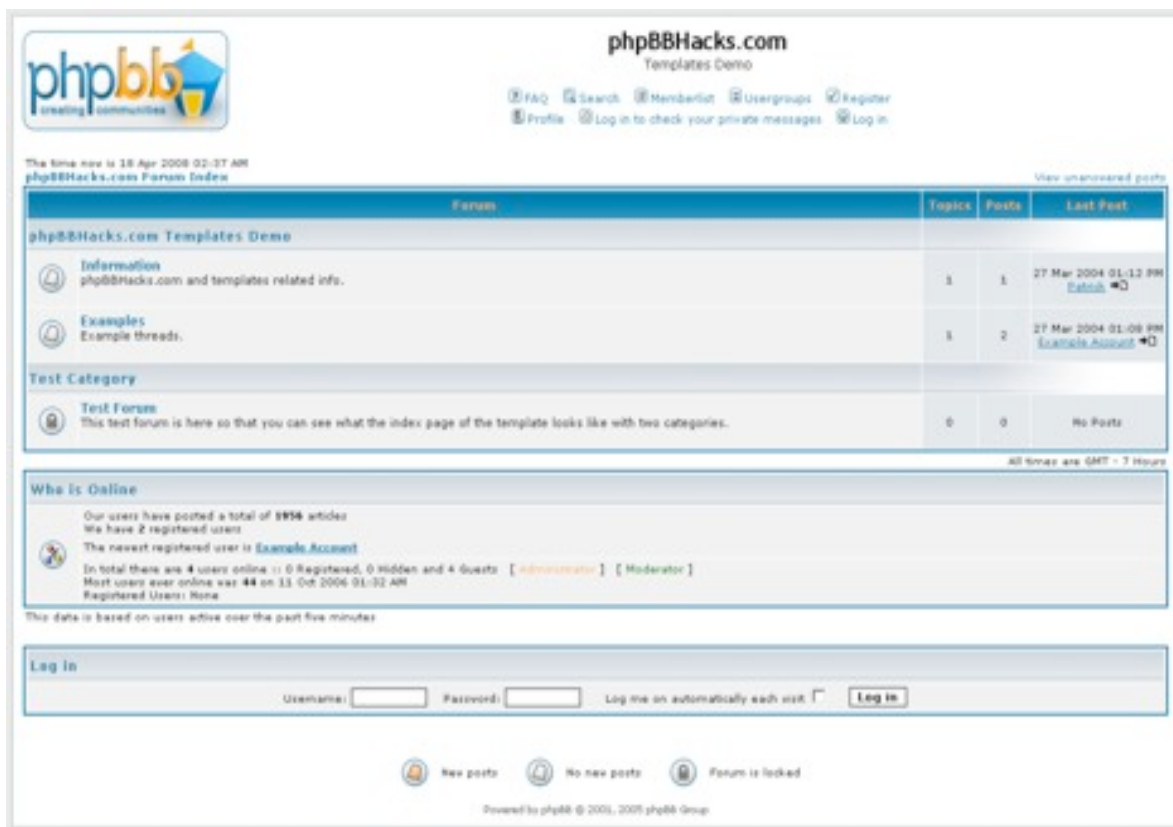 phpbb
creating communities
phpBBHacks.com
Templates Demo
FAQ Search Memberlist Usergroups Register
Profile Log in to check your private messages Log in
The time now is 18 Apr 2008 02:37 AM
phpBBHacks.com Forum Index
View unanswered posts
Forum Topics Posts Last Post
phpBBHacks.com Templates Demo
Information
phpBBHacks.com and templates related info.
1 1 27 Mar 2004 01:12 PM
Patrick
Examples
Example threads.
1 2 27 Mar 2004 01:08 PM
Example Account
Test Category
Test Forum
This test forum is here so that you can see what the index page of the template looks like with two categories.
0 0 No Posts
All times are GMT - 7 Hours
Who is Online
Our users have posted a total of 1956 articles
We have 2 registered users
The newest registered user is Example Account
In total there are 4 users online :: 0 Registered, 0 Hidden and 4 Guests [ Administrator ] [ Moderator ]
Most users ever online was 44 on 11 Oct 2006 01:32 AM
Registered Users: None
This data is based on users active over the past five minutes
Log in
Username: Password: Log me on automatically each visit Log in
New posts No new posts Forum is locked
Powered by phpBB © 2001, 2005 phpBB Group